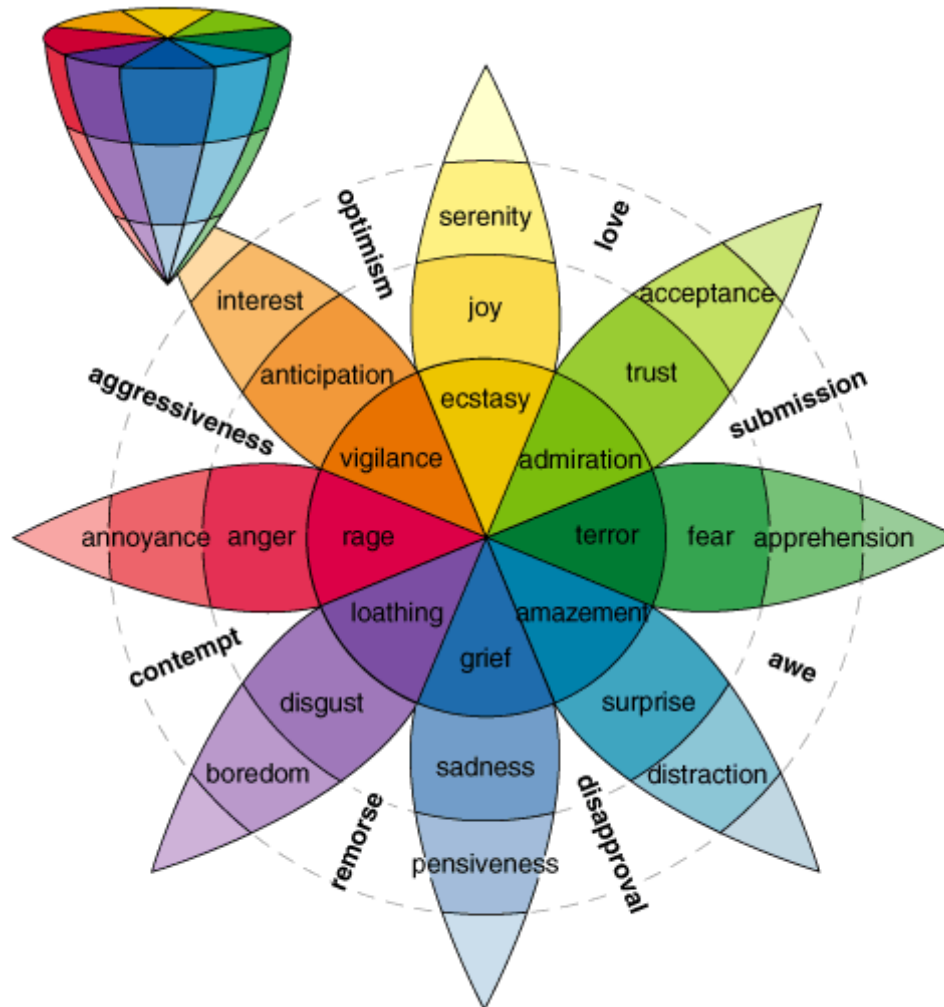 optimism
love
serenity
interest
acceptance
joy
anticipation
trust
aggressiveness
submission
ecstasy
vigilance
admiration
annoyance
anger
rage
terror
fear
apprehension
loathing
amazement
contempt
awe
grief
disgust
surprise
boredom
sadness
distraction
remorse
disapproval
pensiveness